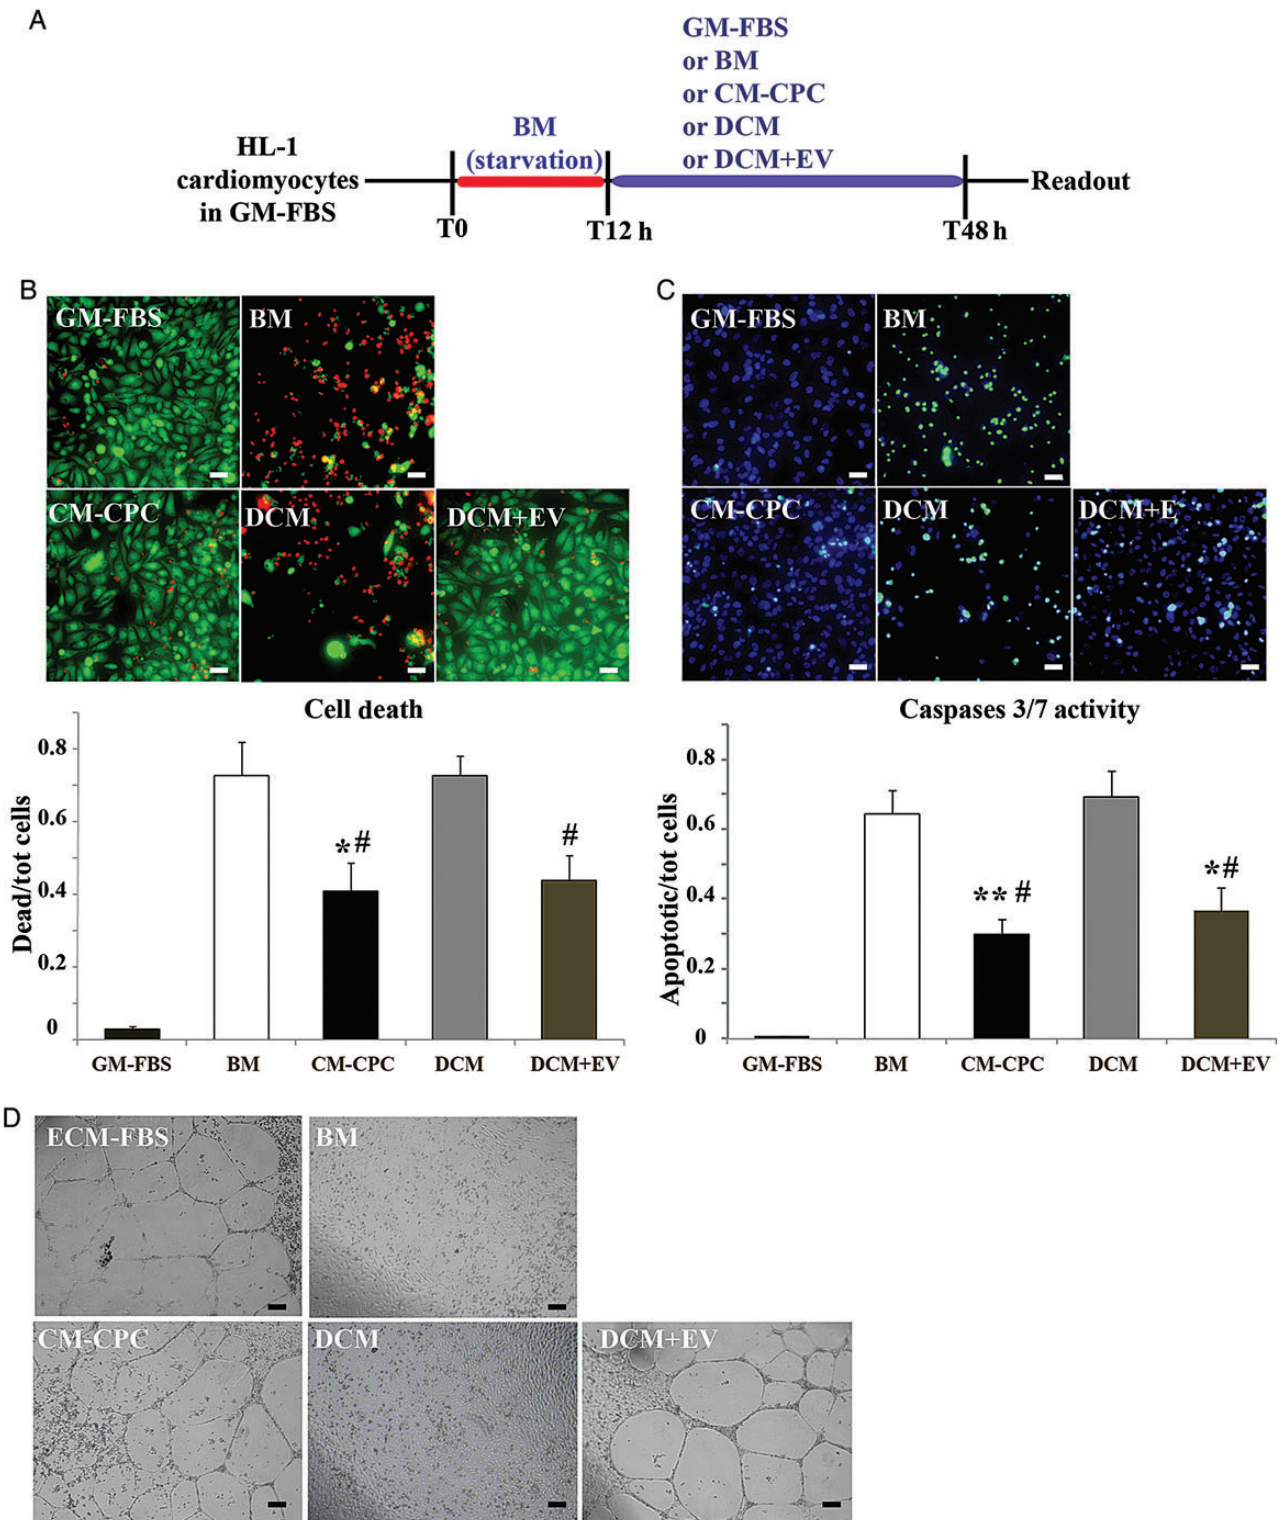 A
GM-FBS
or BM
or CM-CPC
or DCM
or DCM+EV
BM
(starvation)
HL-1
cardiomyocytes
in GM-FBS
Readout
T0
T12 h
T48 h
B
GM-FBS
BM
CM-CPC
DCM
DCM+EV
Cell death
Dead/tot cells
0.8
0.6
0.4
0.2
0
*#
#
GM-FBS BM CM-CPC DCM DCM+EV
C
GM-FBS
BM
CM-CPC
DCM
DCM+E
Caspases 3/7 activity
Apoptotic/tot cells
0.8
0.6
0.4
0.2
0
** #
*#
GM-FBS BM CM-CPC DCM DCM+EV
D
ECM-FBS
BM
CM-CPC
DCM
DCM+EV